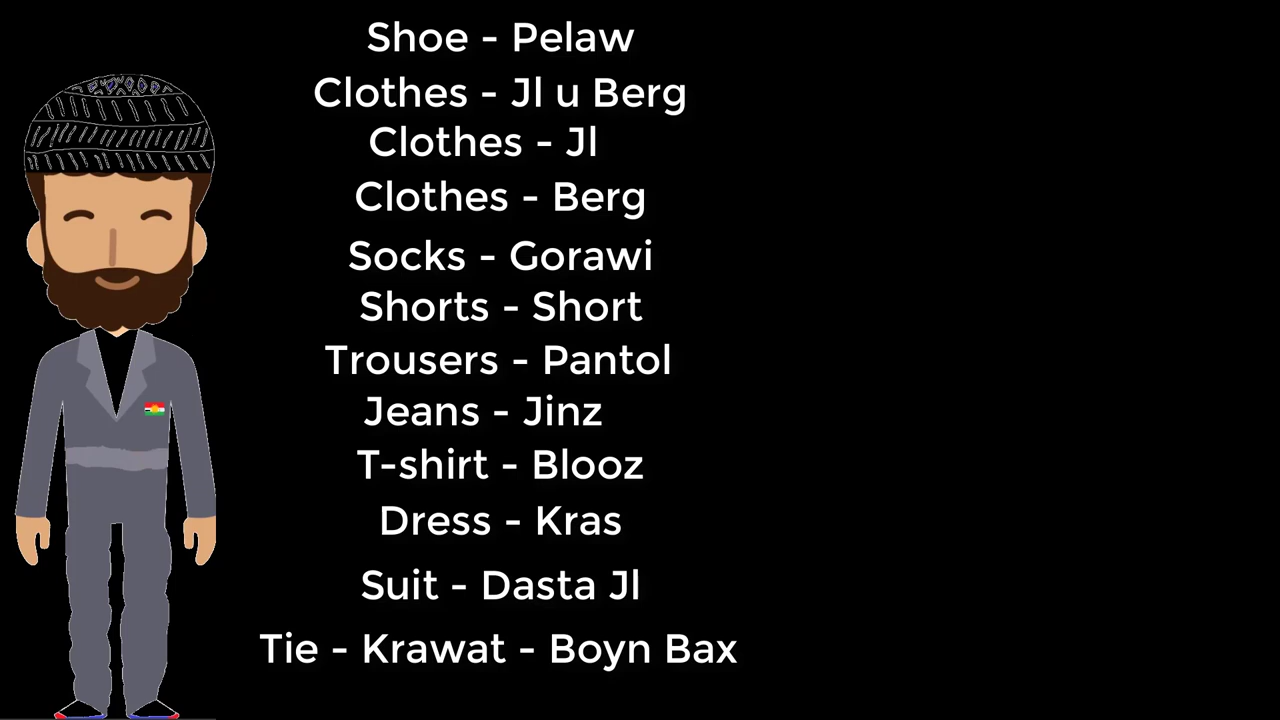 Shoe - Pelaw
Clothes - Jl u Berg
Clothes - Jl
Clothes - Berg
Socks - Gorawi
Shorts - Short
Trousers - Pantol
Jeans - Jinz
T-shirt - Blooz
Dress - Kras
Suit - Dasta Jl
Tie - Krawat - Boyn Bax